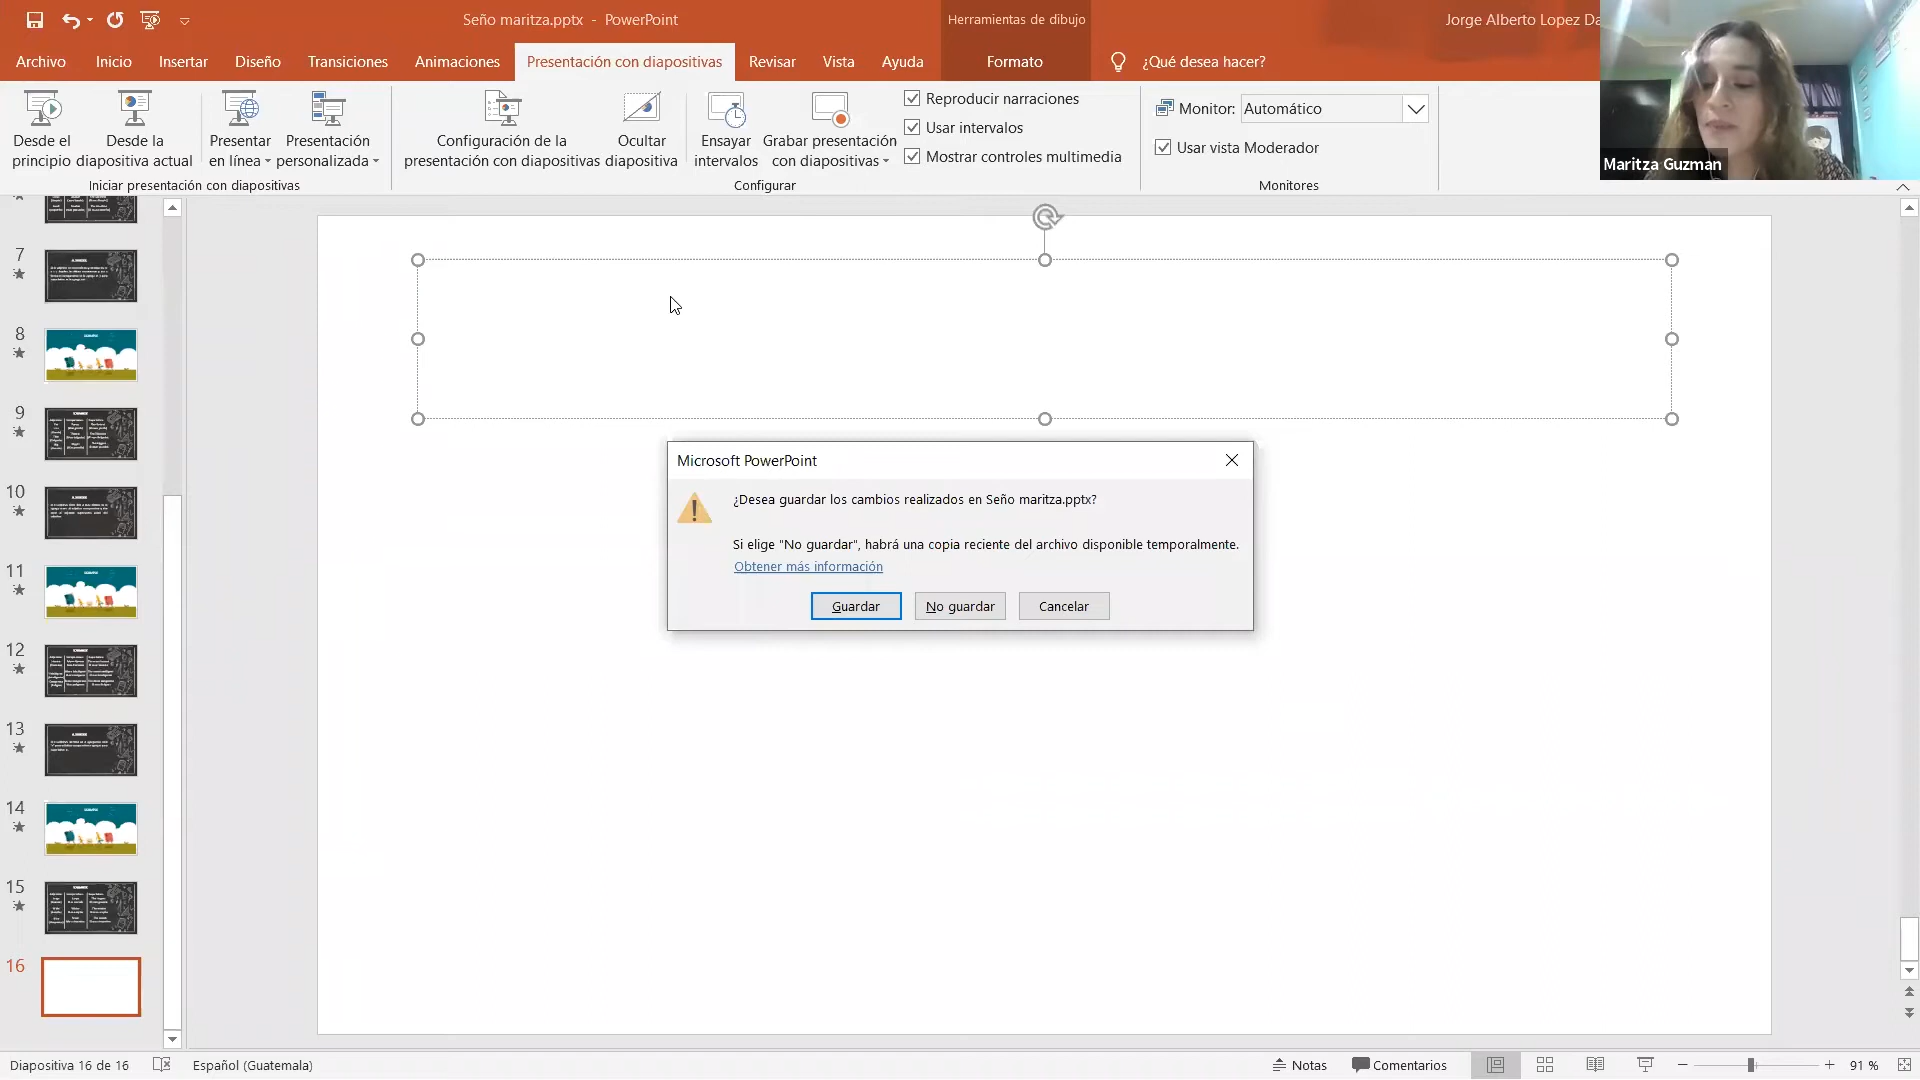 Seño maritza.pptx - PowerPoint
Herramientas de dibujo
Jorge Alberto Lopez Da
Archivo
Inicio
Insertar
Diseño
Transiciones
Animaciones
Presentación con diapositivas
Revisar
Vista
Ayuda
Formato
¿Qué desea hacer?
Desde el principio
Desde la diapositiva actual
Presentar en línea
Presentación personalizada
Iniciar presentación con diapositivas
Configuración de la presentación con diapositivas
Ocultar diapositiva
Ensayar intervalos
Grabar presentación con diapositivas
Reproducir narraciones
Usar intervalos
Mostrar controles multimedia
Configurar
Monitor: Automático
Usar vista Moderador
Monitores
Maritza Guzman
7
8
9
10
11
12
13
14
15
16
Microsoft PowerPoint
¿Desea guardar los cambios realizados en Seño maritza.pptx?
Si elige "No guardar", habrá una copia reciente del archivo disponible temporalmente.
Obtener más información
Guardar
No guardar
Cancelar
Diapositiva 16 de 16
Español (Guatemala)
Notas
Comentarios
91 %